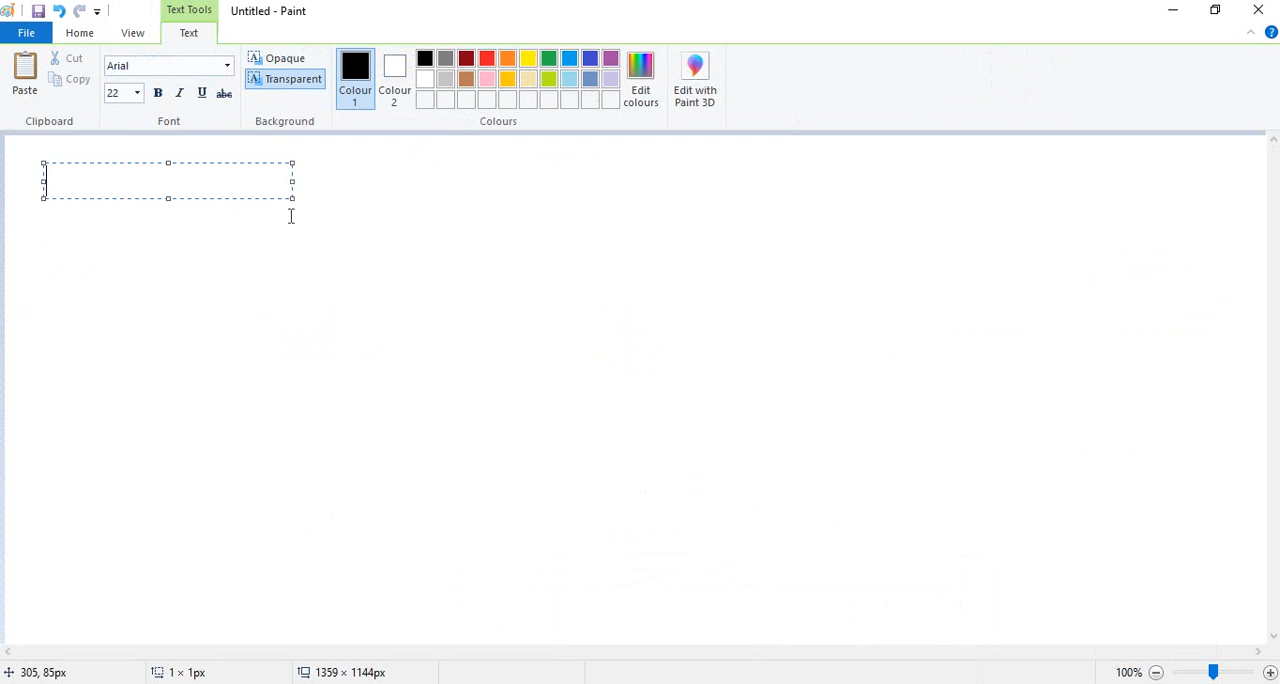 Text Tools
Untitled - Paint
File
Home
View
Text
Paste
Cut
Copy
Clipboard
Arial
22
B I U abc
Font
A Opaque
A Transparent
Background
Colour 1
Colour 2
Edit colours
Colours
Edit with Paint 3D
305, 85px
1 × 1px
1359 × 1144px
100%